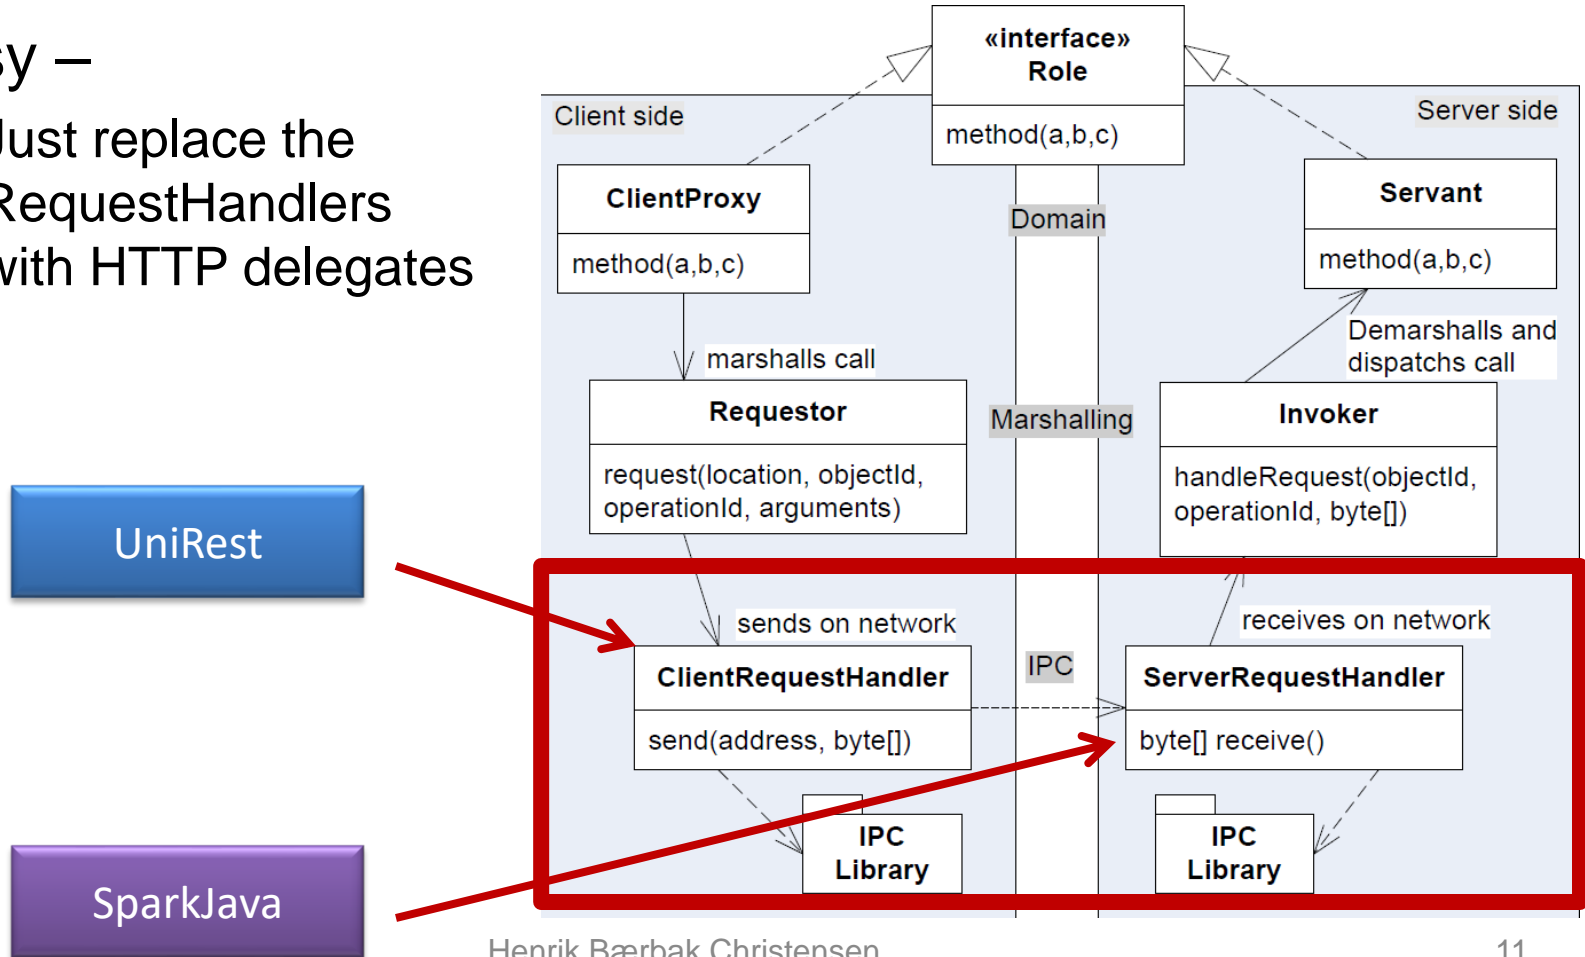 sy –
Just replace the
RequestHandlers
with HTTP delegates
UniRest
SparkJava
«interface»
Role
method(a,b,c)
Client side
Server side
ClientProxy
method(a,b,c)
Domain
Servant
method(a,b,c)
marshalls call
Demarshalls and
dispatchs call
Requestor
request(location, objectId,
operationId, arguments)
Marshalling
Invoker
handleRequest(objectId,
operationId, byte[])
sends on network
receives on network
ClientRequestHandler
send(address, byte[])
IPC
ServerRequestHandler
byte[] receive()
IPC
Library
IPC
Library
Henrik Bærbak Christensen
11